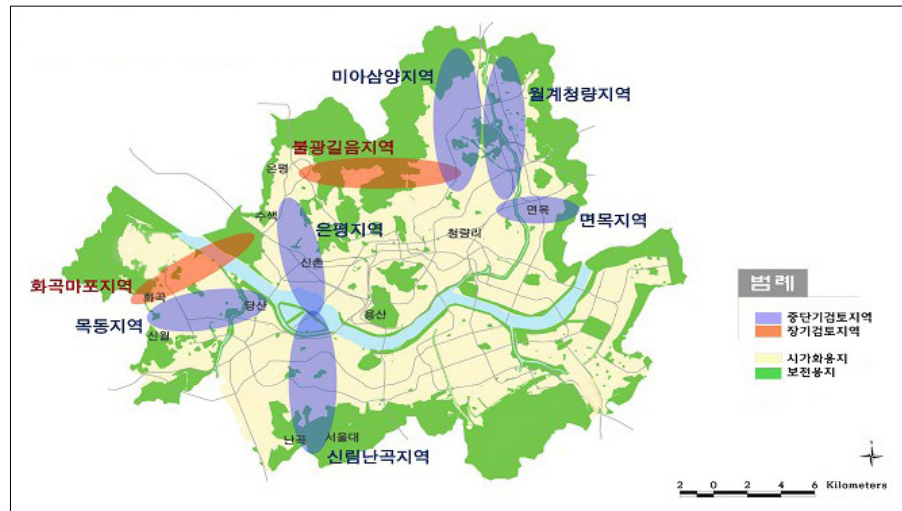 미아삼양지역
월계청량지역
불광길음지역
은평
면목
면목지역
수색
은평지역
청량리
신촌
화곡마포지역
화곡
당산
용산
목동지역
신월
난곡
서울대
신림난곡지역
범례
중단기검토지역
장기검토지역
시가화용지
보전용지
2 0 2 4 6 Kilometers